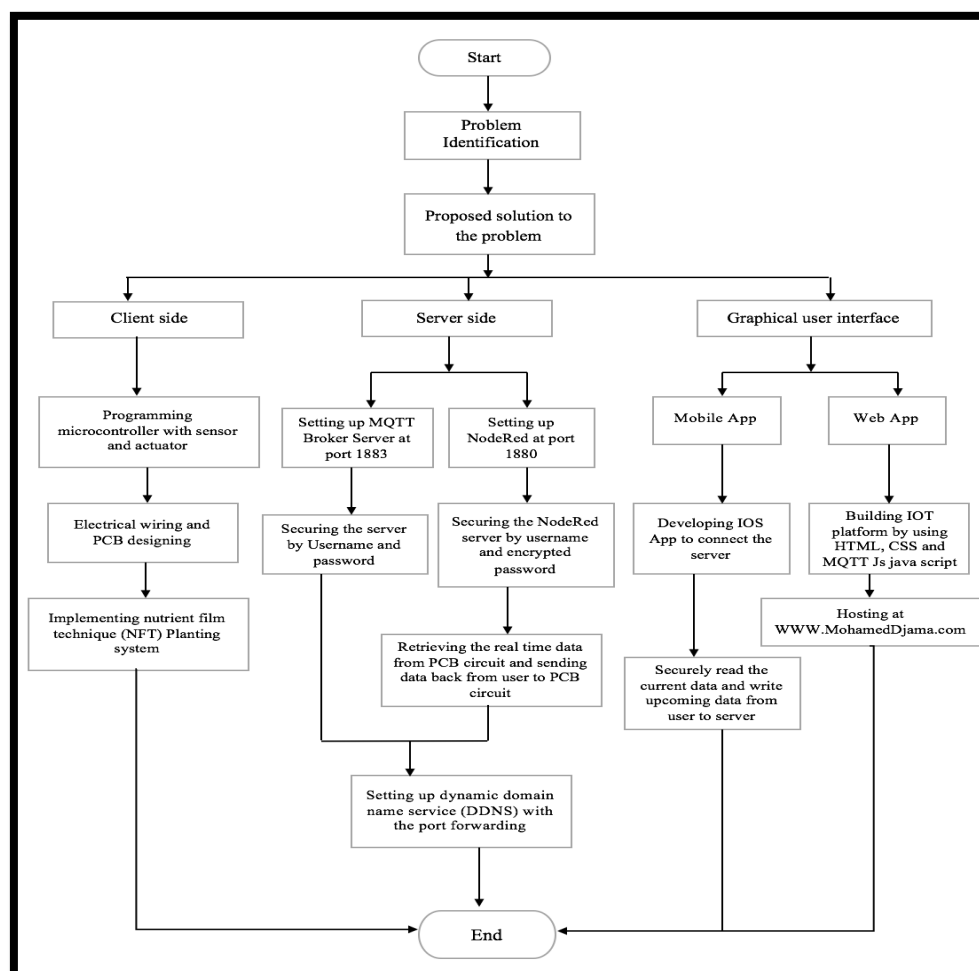 Start
Problem
Identification
Proposed solution to
the problem
Client side
Server side
Graphical user interface
Programming
microcontroller with sensor
and actuator
Setting up MQTT
Broker Server at
port 1883
Setting up
NodeRed at port
1880
Mobile App
Web App
Electrical wiring and
PCB designing
Securing the server
by Username and
password
Securing the NodeRed
server by username
and encrypted
password
Developing IOS
App to connect the
server
Building IOT
platform by using
HTML, CSS and
MQTT Js java script
Implementing nutrient film
technique (NFT) Planting
system
Retrieving the real time data
from PCB circuit and sending
data back from user to PCB
circuit
Securely read the
current data and write
upcoming data from
user to server
Hosting at
WWW.MohamedDjama.com
Setting up dynamic domain
name service (DDNS) with
the port forwarding
End